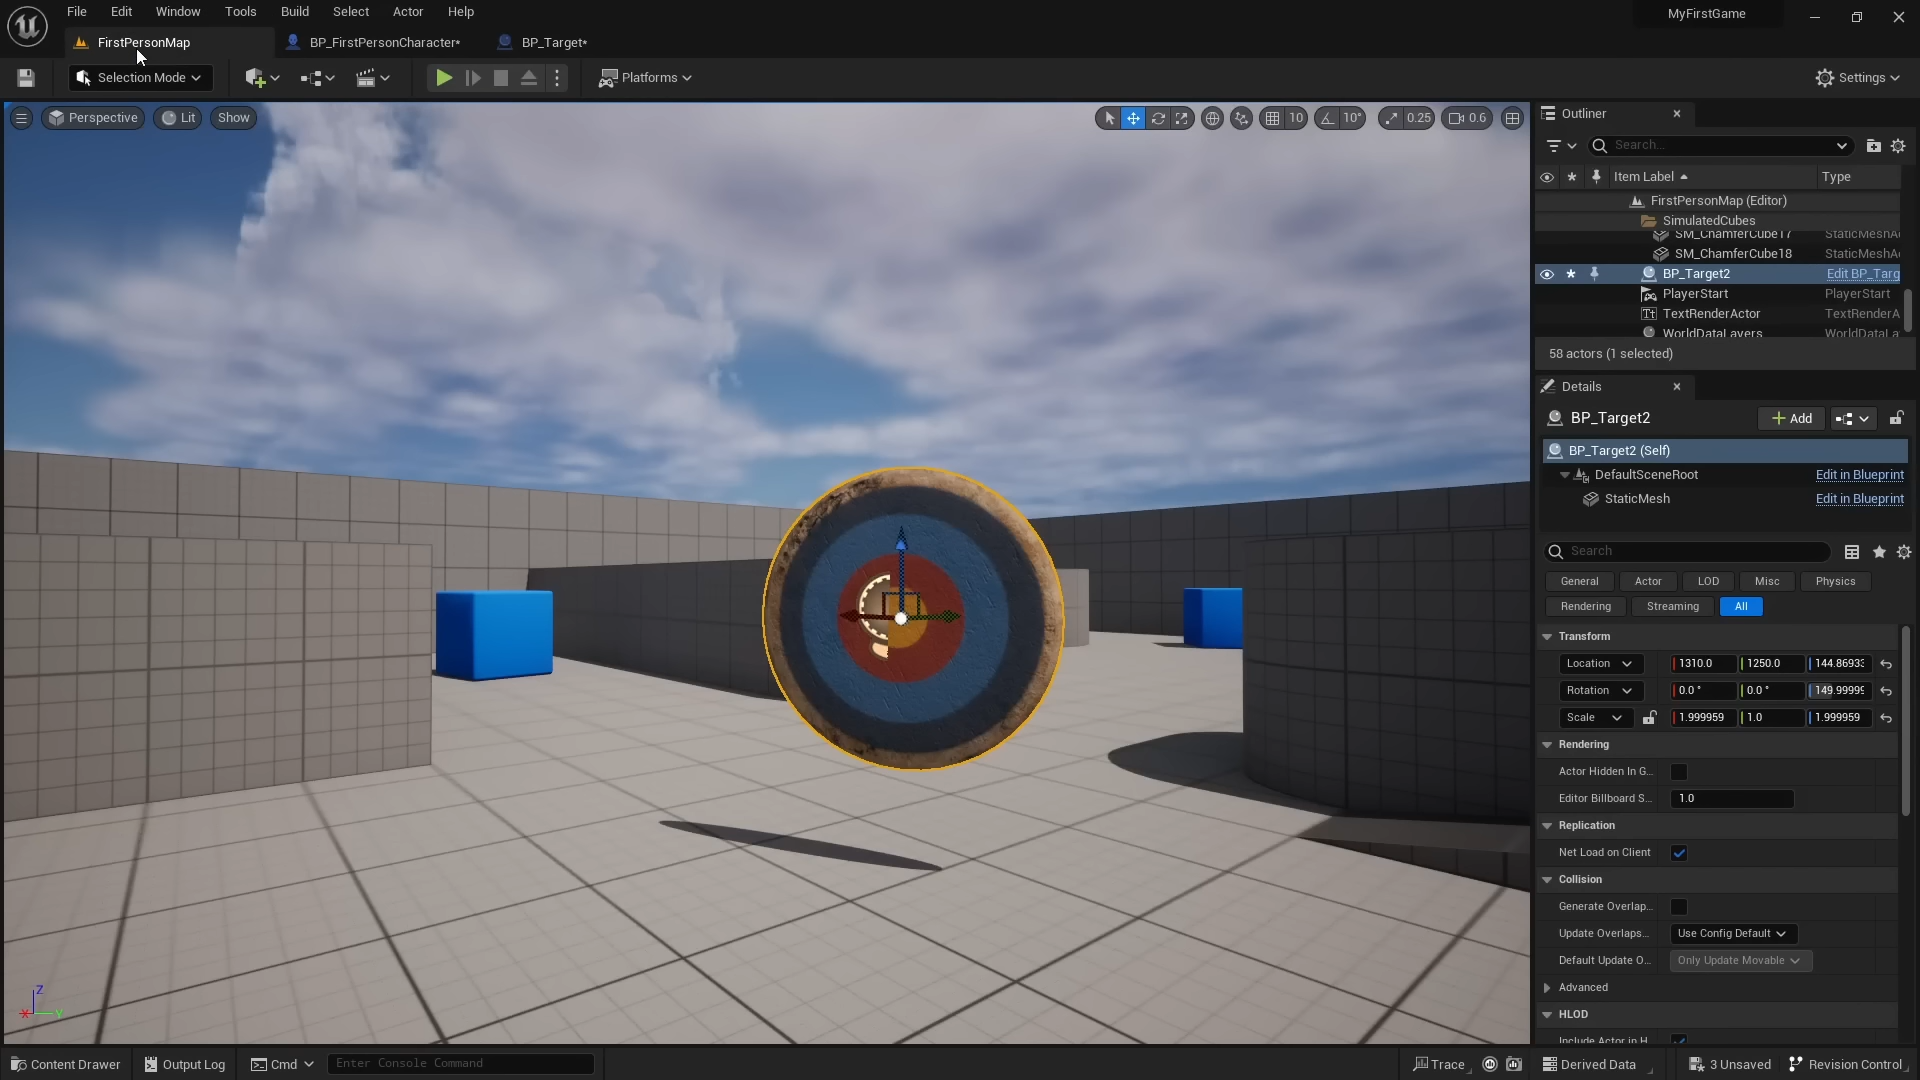 File Edit Window Tools Build Select Actor Help
MyFirstGame
FirstPersonMap
BP_FirstPersonCharacter*
BP_Target*
Selection Mode
Platforms
Settings
Perspective
Lit
Show
10
10°
0.25
0.6
Outliner
Search...
Item Label
Type
FirstPersonMap (Editor)
SimulatedCubes
SM_ChamferCube17 StaticMeshA
SM_ChamferCube18 StaticMeshA
BP_Target2 Edit BP_Targ
PlayerStart PlayerStart
TextRenderActor TextRenderA
WorldDataLayers WorldDataLa
58 actors (1 selected)
Details
BP_Target2
Add
BP_Target2 (Self)
DefaultSceneRoot Edit in Blueprint
StaticMesh Edit in Blueprint
Search
General Actor LOD Misc Physics
Rendering Streaming All
Transform
Location 1310.0 1250.0 144.86933
Rotation 0.0 ° 0.0 ° 149.99999
Scale 1.999959 1.0 1.999959
Rendering
Actor Hidden In G...
Editor Billboard S... 1.0
Replication
Net Load on Client
Collision
Generate Overlap...
Update Overlaps... Use Config Default
Default Update O... Only Update Movable
Advanced
HLOD
Include Actor in H
Z
X
Y
Content Drawer
Output Log
Cmd
Enter Console Command
Trace
Derived Data
3 Unsaved
Revision Control